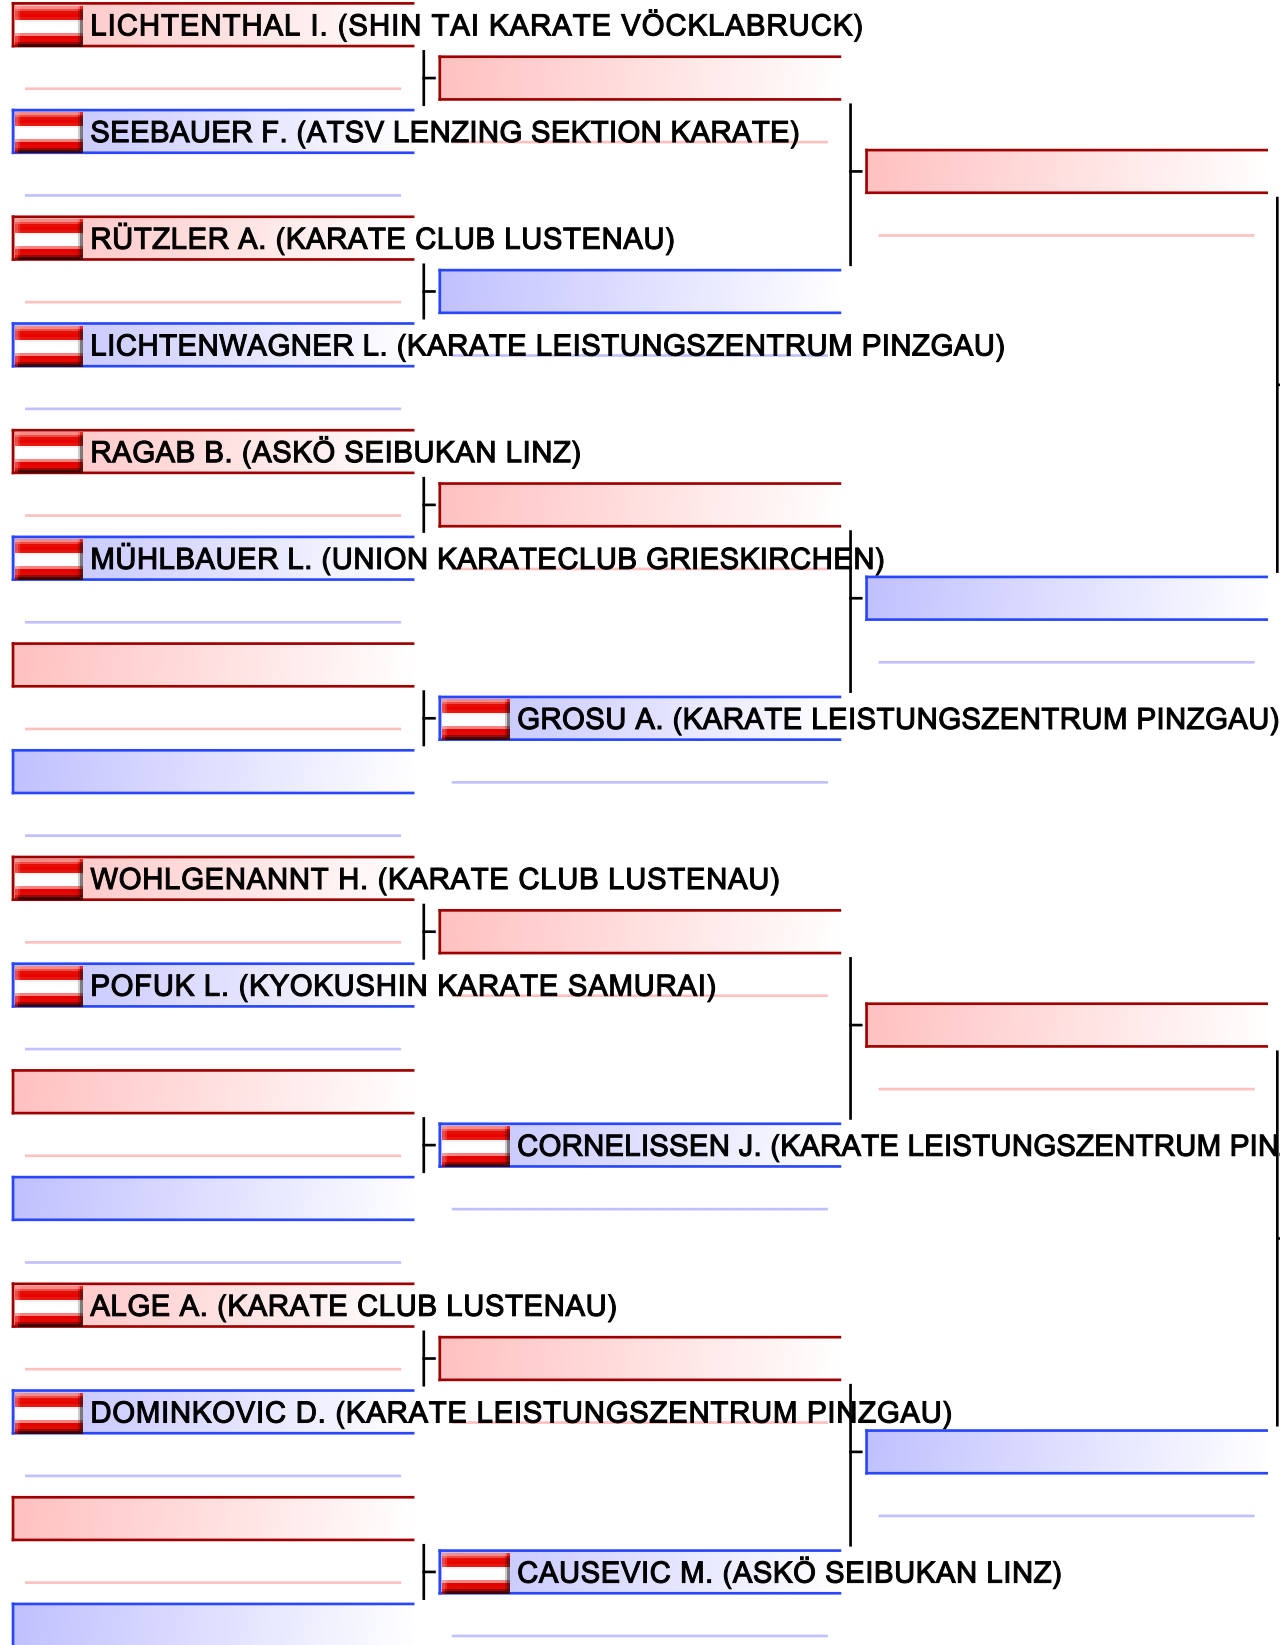 LICHTENTHAL I. (SHIN TAI KARATE VÖCKLABRUCK)
SEEBAUER F. (ATSV LENZING SEKTION KARATE)
RÜTZLER A. (KARATE CLUB LUSTENAU)
LICHTENWAGNER L. (KARATE LEISTUNGSZENTRUM PINZGAU)
RAGAB B. (ASKÖ SEIBUKAN LINZ)
MÜHLBAUER L. (UNION KARATECLUB GRIESKIRCHEN)
GROSU A. (KARATE LEISTUNGSZENTRUM PINZGAU)
WOHLGENANNT H. (KARATE CLUB LUSTENAU)
POFUK L. (KYOKUSHIN KARATE SAMURAI)
CORNELISSEN J. (KARATE LEISTUNGSZENTRUM PIN
ALGE A. (KARATE CLUB LUSTENAU)
DOMINKOVIC D. (KARATE LEISTUNGSZENTRUM PINZGAU)
CAUSEVIC M. (ASKÖ SEIBUKAN LINZ)